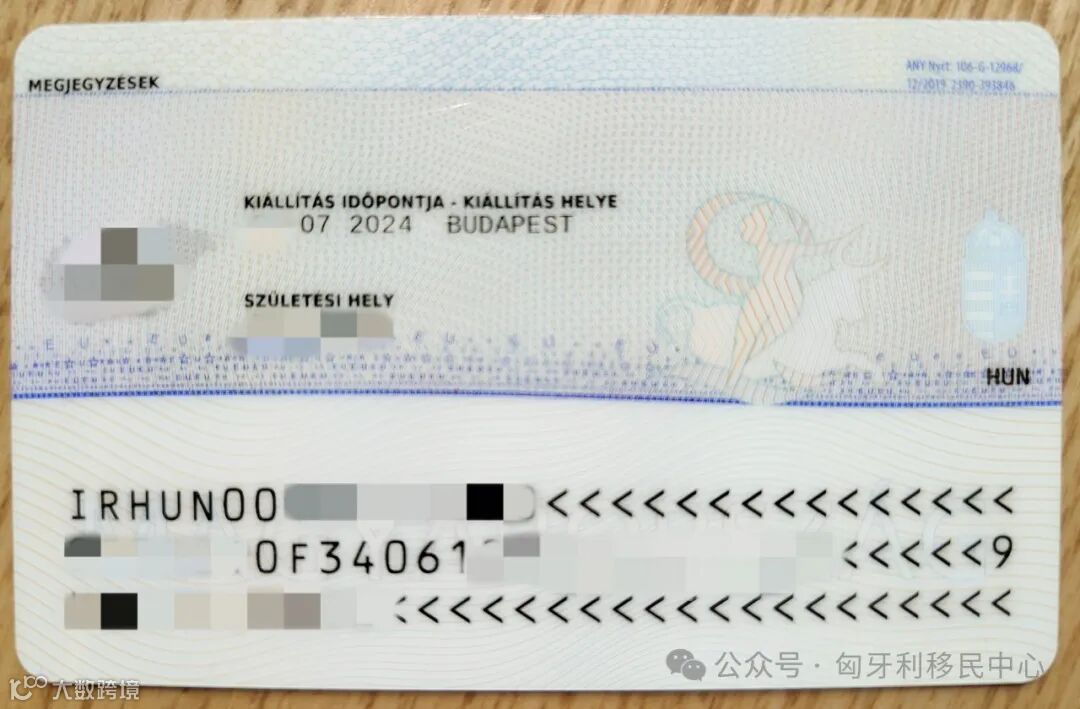 MEGJEGYZÉSEK
ANY Nyrt. 106-G-12968/
12/2019. 2390-393846
KIÁLLÍTÁS IDŐPONTJA - KIÁLLÍTÁS HELYE
07 2024 BUDAPEST
SZÜLETÉSI HELY
HUN
IRHUN00 <<<<<<<<<<<<<<<<
0F34061 <<<<<9
<<<<<<<<<<<<<<<<<<<<<
公众号·匈牙利移民中心
大数跨境